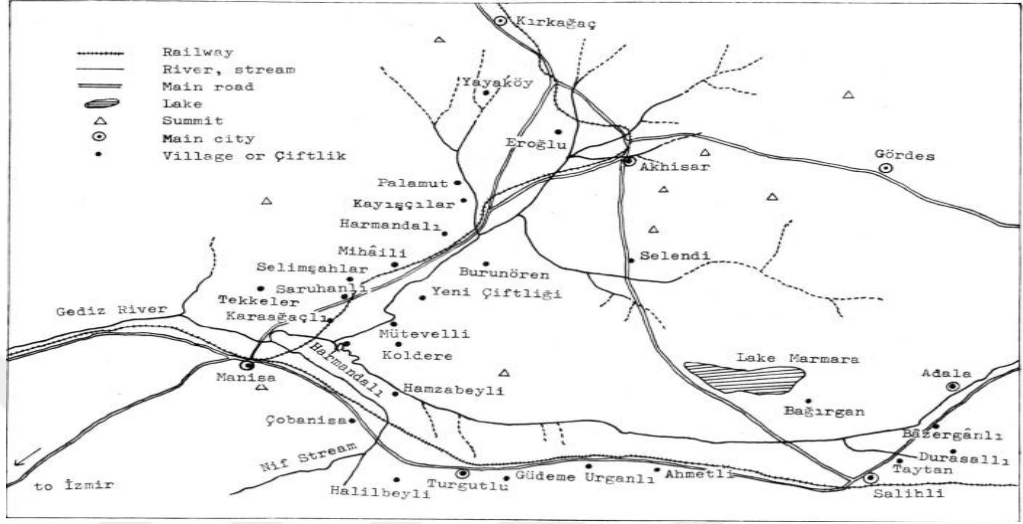 Kırkağaç
Railway
River, stream
Main road
Lake
Summit
Main city
Village or Çiftlik
Yayaköy
Eroğlu
Akhisar
Gördes
Palamut
Kayışçılar
Harmandalı
Mihâili
Selimşahlar
Burunören
Selendi
Saruhanlı
Tekkeler
Yeni Çiftliği
Gediz River
Karaağaçlı
Mütevelli
Koldere
Harmandalı
Lake Marmara
Manisa
Hamzabeyli
Adala
Bağırgan
Çobanisa
Bâzergânlı
Nif Stream
Durasallı
Taytan
to İzmir
Halilbeyli
Turgutlu
Güdeme
Urganlı
Ahmetli
Salihli